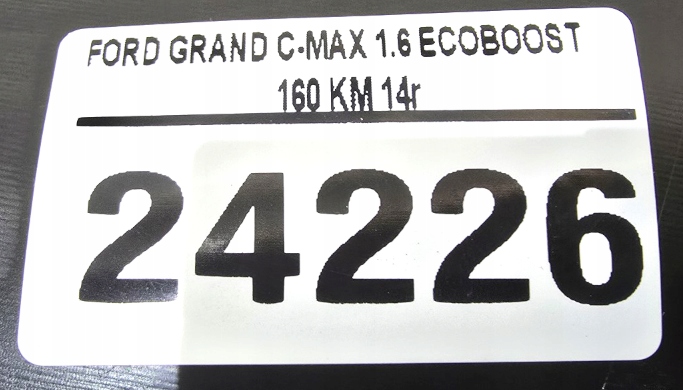 FORD GRAND C-MAX 1.6 ECOBOOST
160 KM 14r
24226